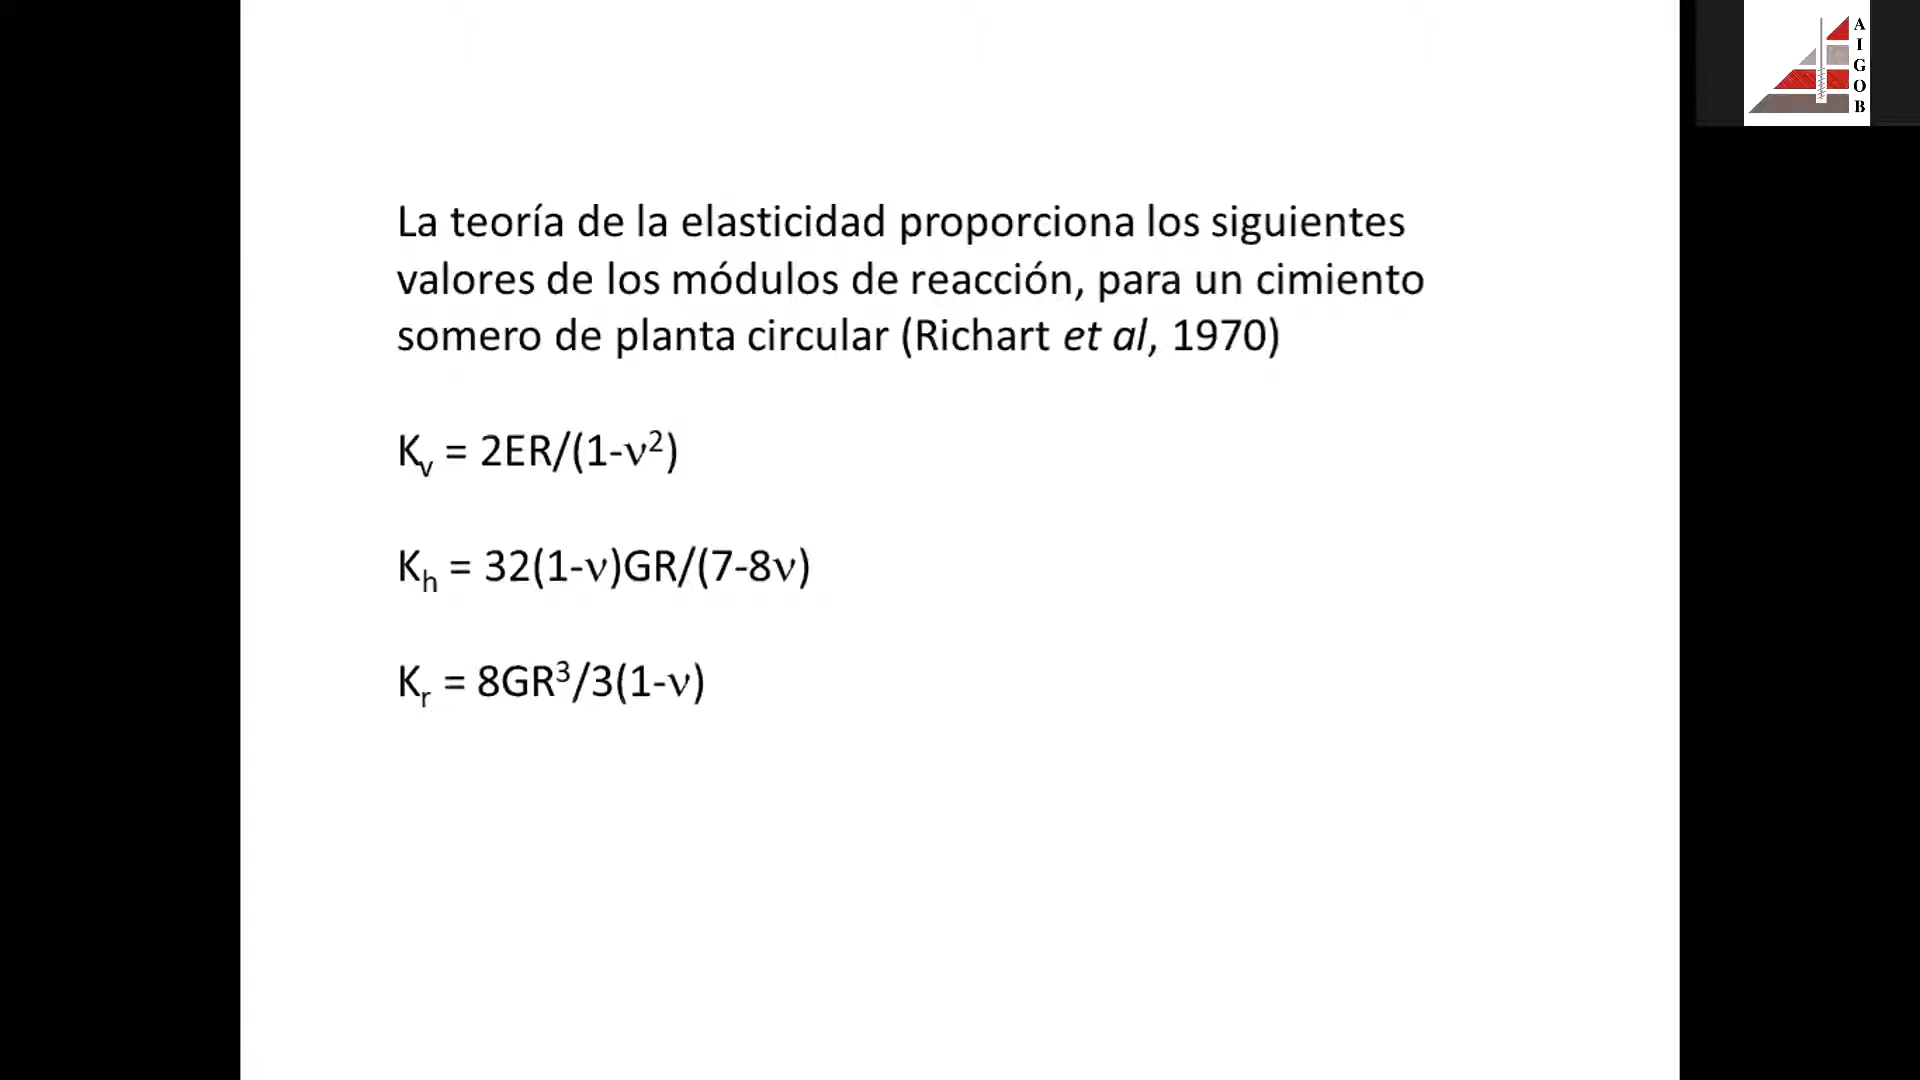 A
I
G
O
B
La teoría de la elasticidad proporciona los siguientes
valores de los módulos de reacción, para un cimiento
somero de planta circular (Richart et al, 1970)
Kᵥ = 2ER/(1-ν²)
Kₕ = 32(1-ν)GR/(7-8ν)
Kᵣ = 8GR³/3(1-ν)